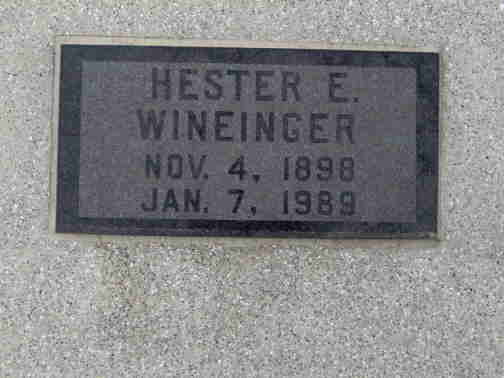 HESTER E.
WINEINGER
NOV. 4, 1898
JAN. 7, 1989